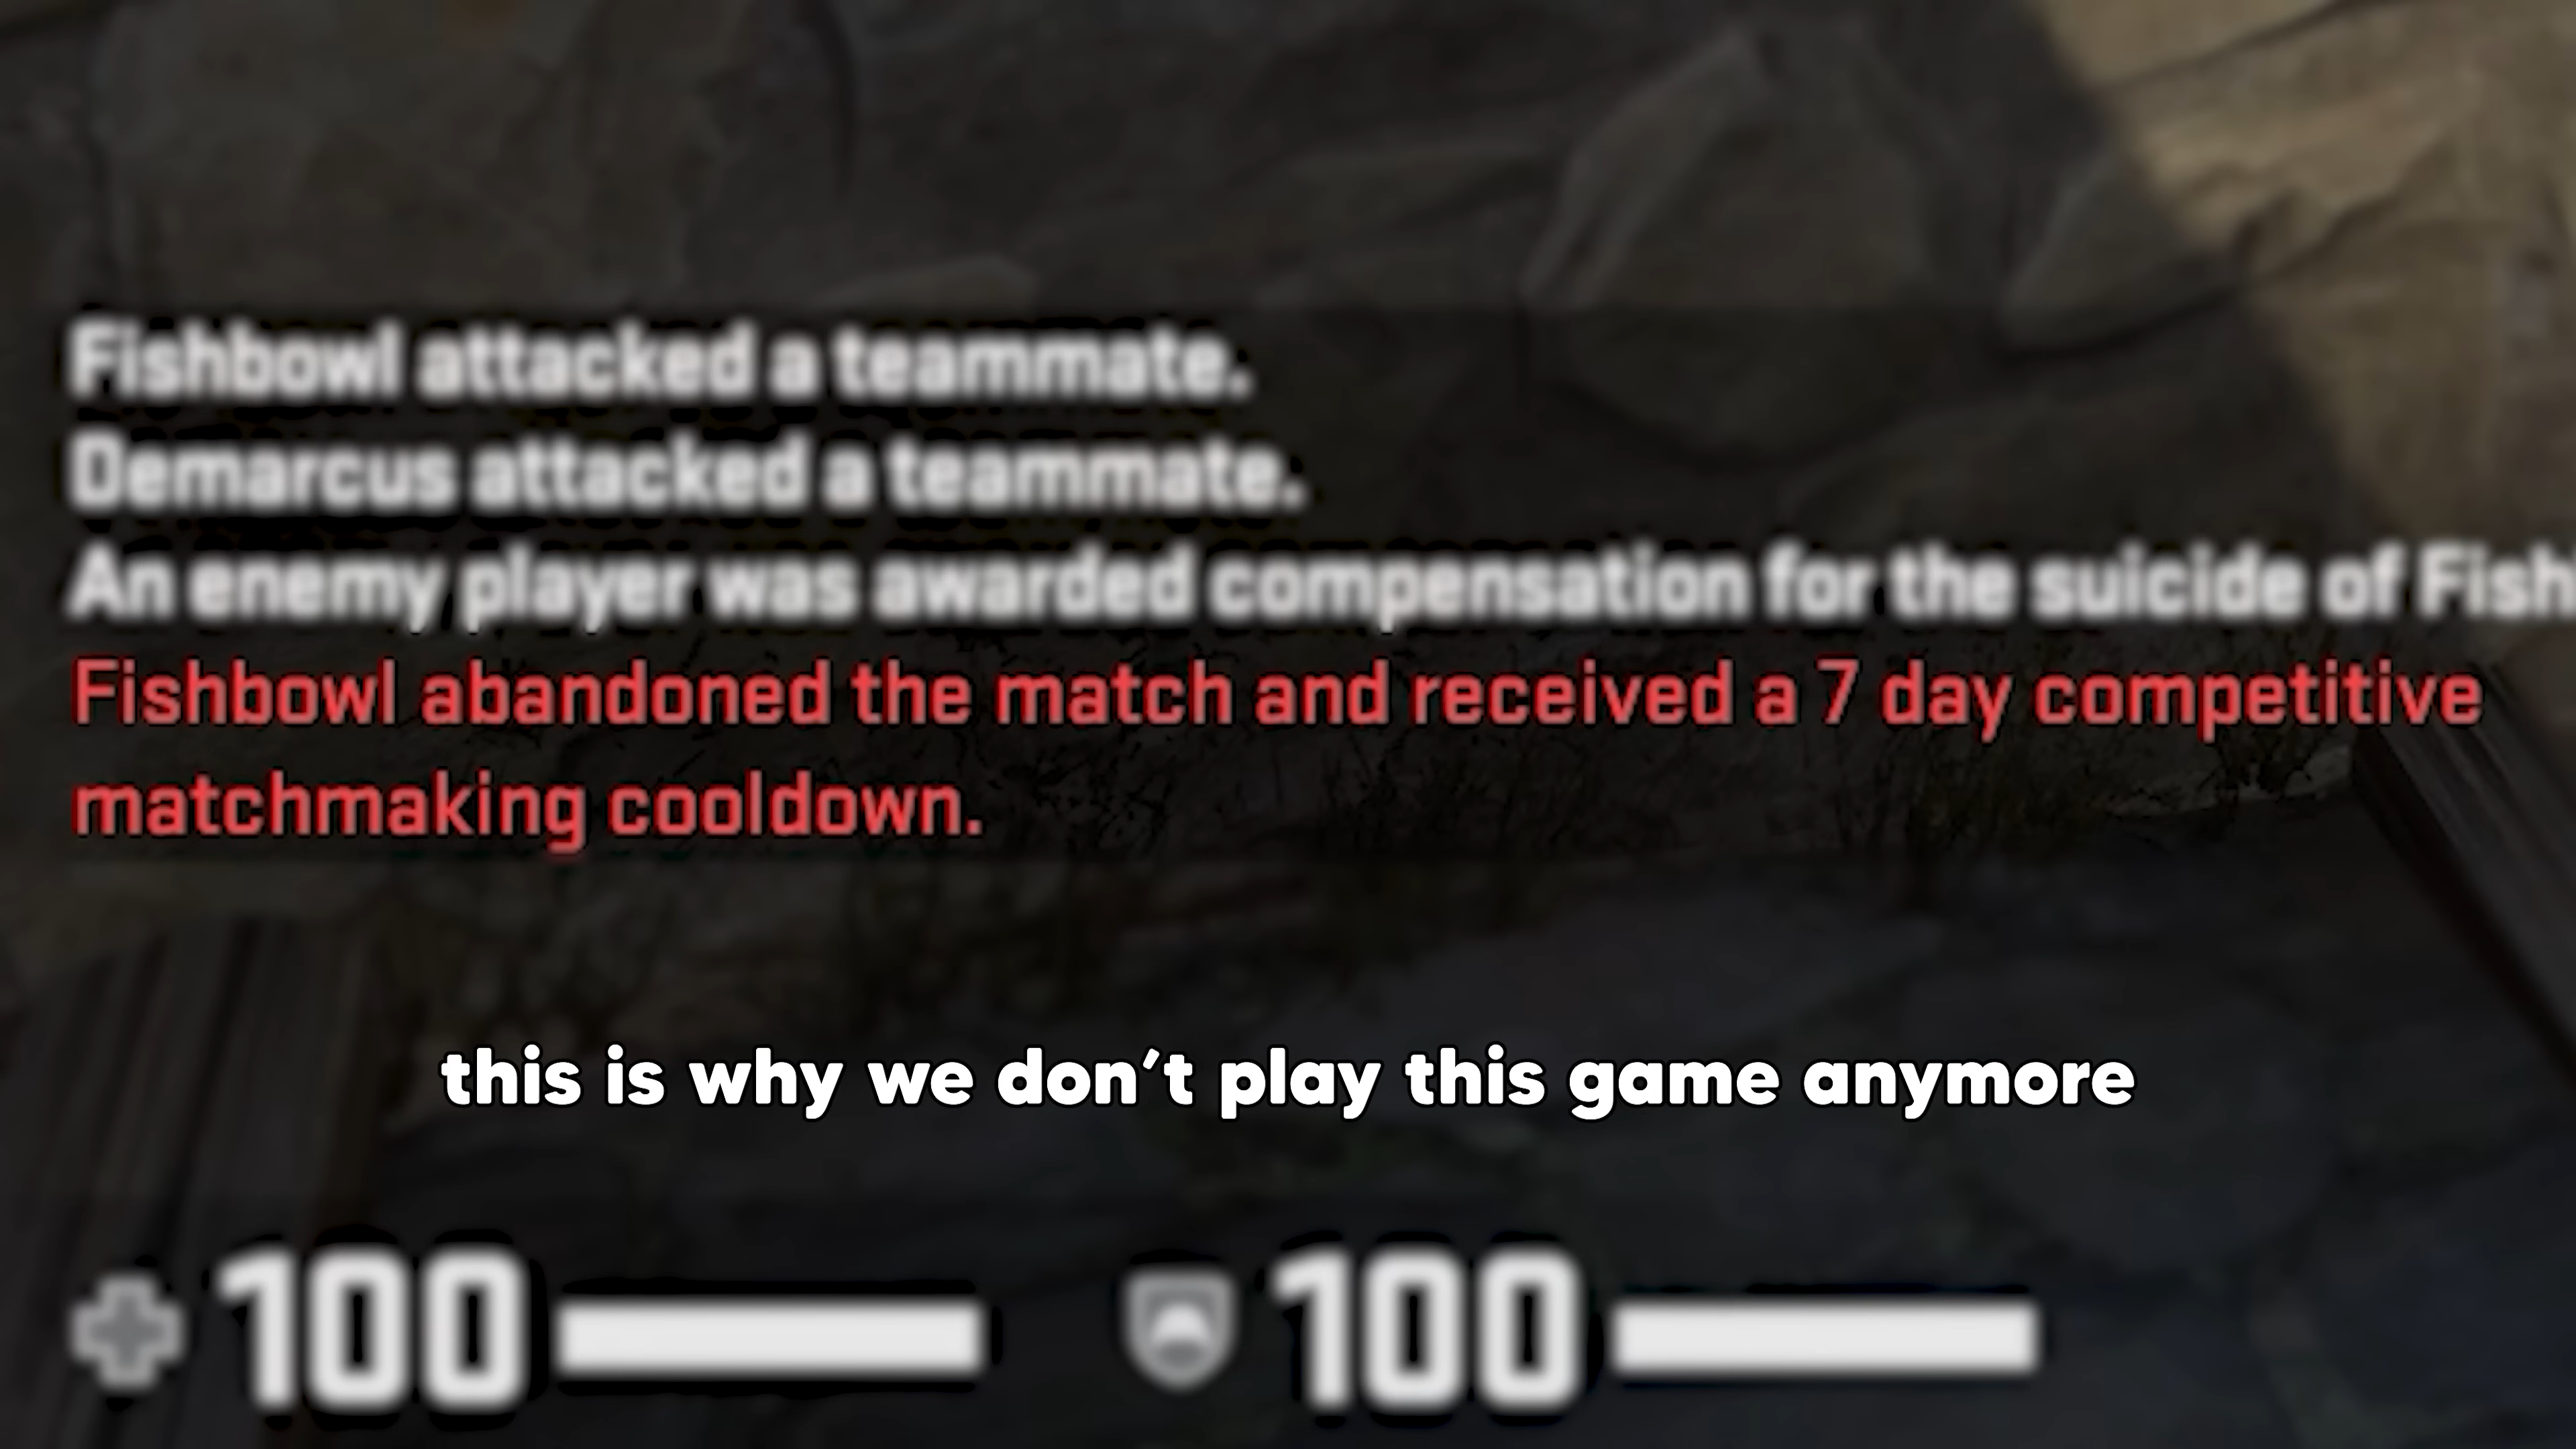 Fishbowl attacked a teammate.
Demarcus attacked a teammate.
An enemy player was awarded compensation for the suicide of Fish
Fishbowl abandoned the match and received a 7 day competitive
matchmaking cooldown.
this is why we don't play this game anymore
100 100